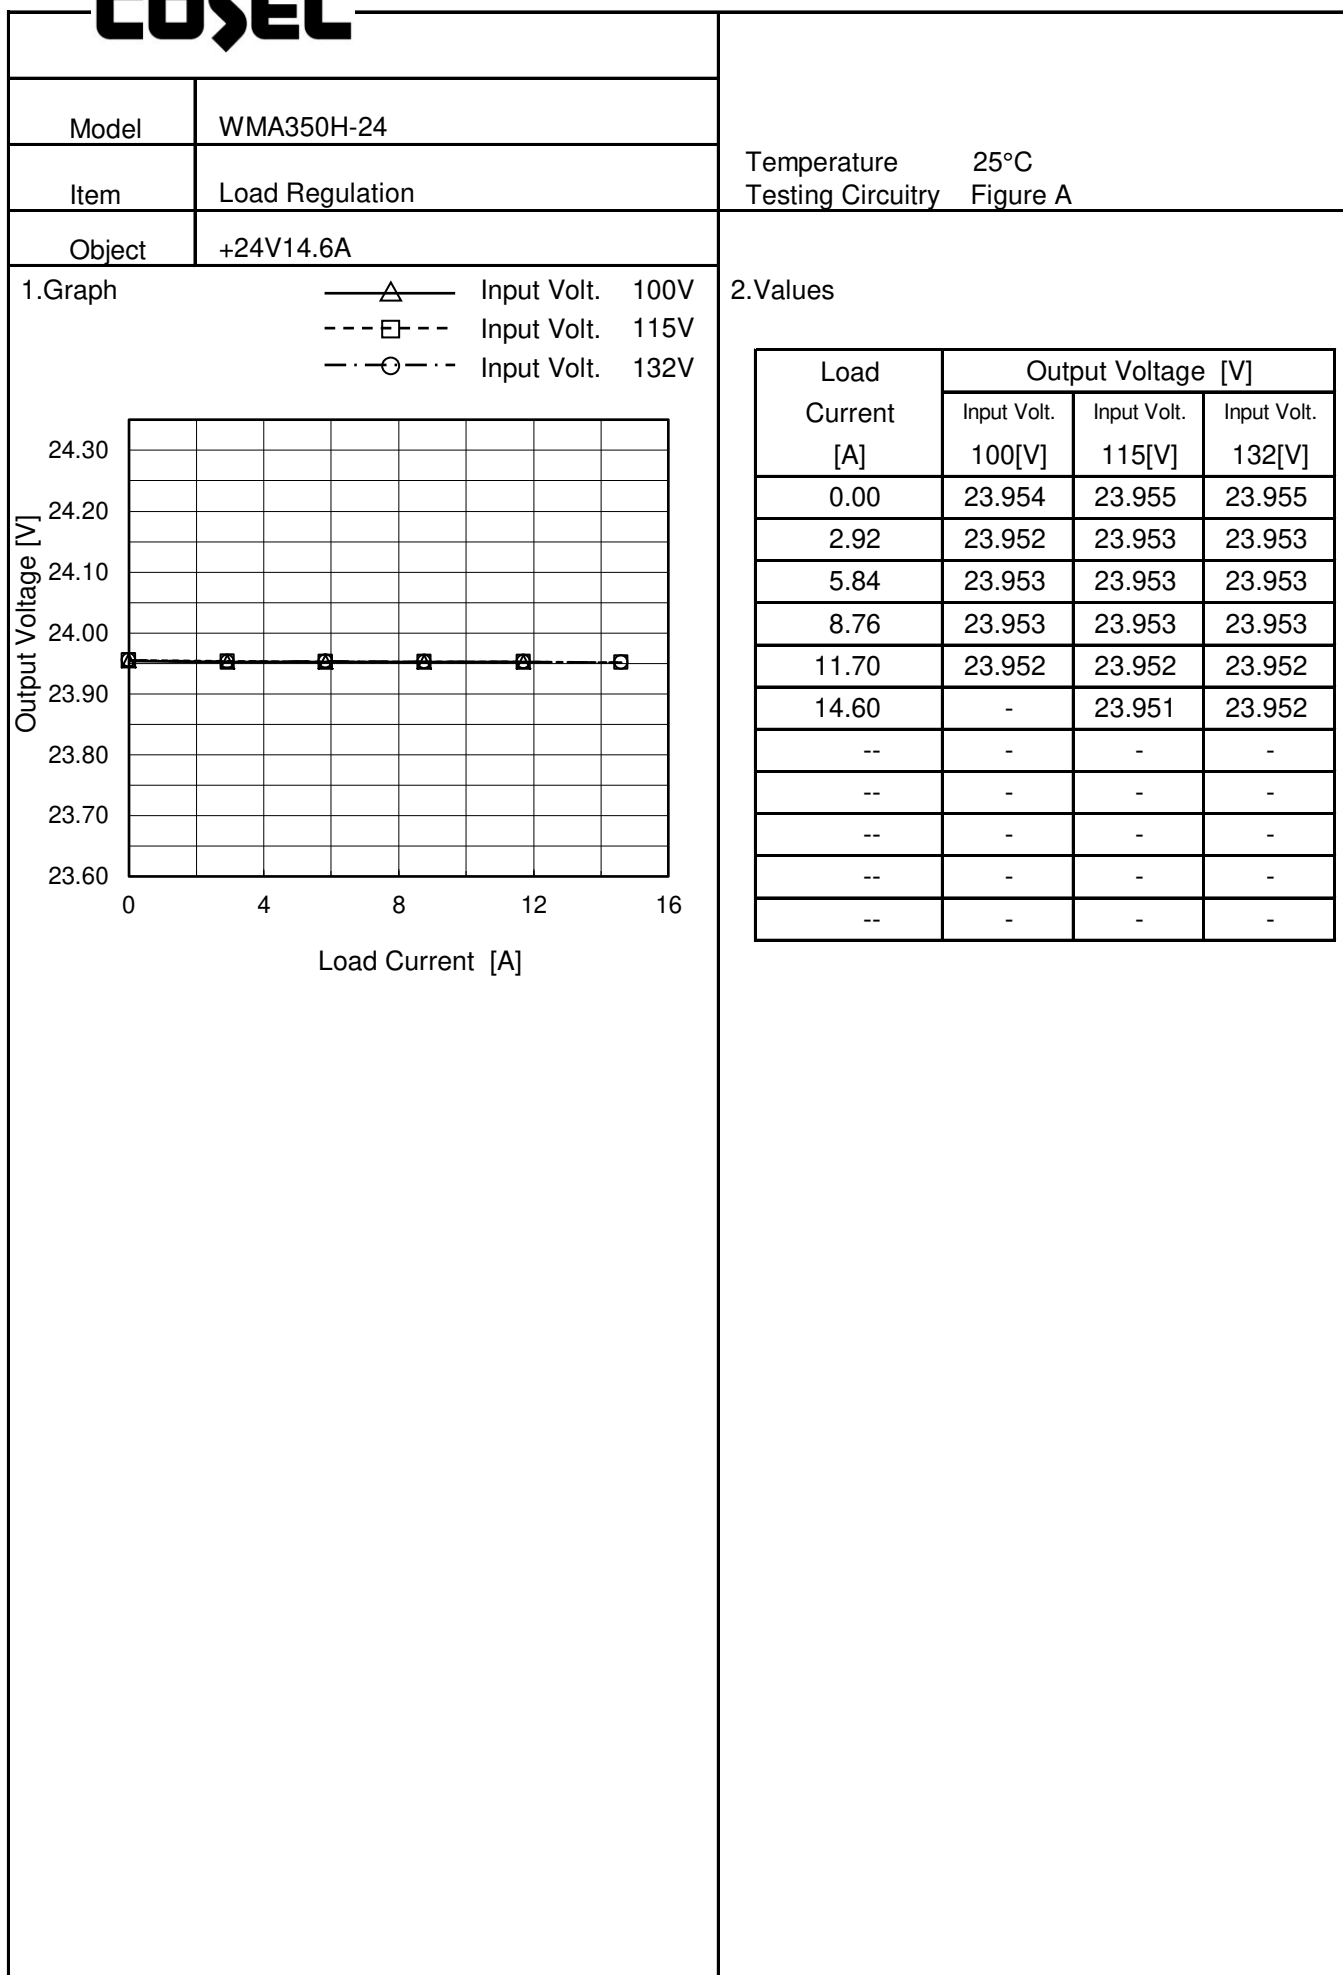 COSEL
Model WMA350H-24
Item Load Regulation
Object +24V14.6A
Temperature 25°C
Testing Circuitry Figure A
1.Graph
Input Volt. 100V
Input Volt. 115V
Input Volt. 132V
Output Voltage [V]
24.30
24.20
24.10
24.00
23.90
23.80
23.70
23.60
0 4 8 12 16
Load Current [A]
2.Values
Load Output Voltage [V]
Current Input Volt. Input Volt. Input Volt.
[A] 100[V] 115[V] 132[V]
0.00 23.954 23.955 23.955
2.92 23.952 23.953 23.953
5.84 23.953 23.953 23.953
8.76 23.953 23.953 23.953
11.70 23.952 23.952 23.952
14.60 - 23.951 23.952
-- - - -
-- - - -
-- - - -
-- - - -
-- - - -